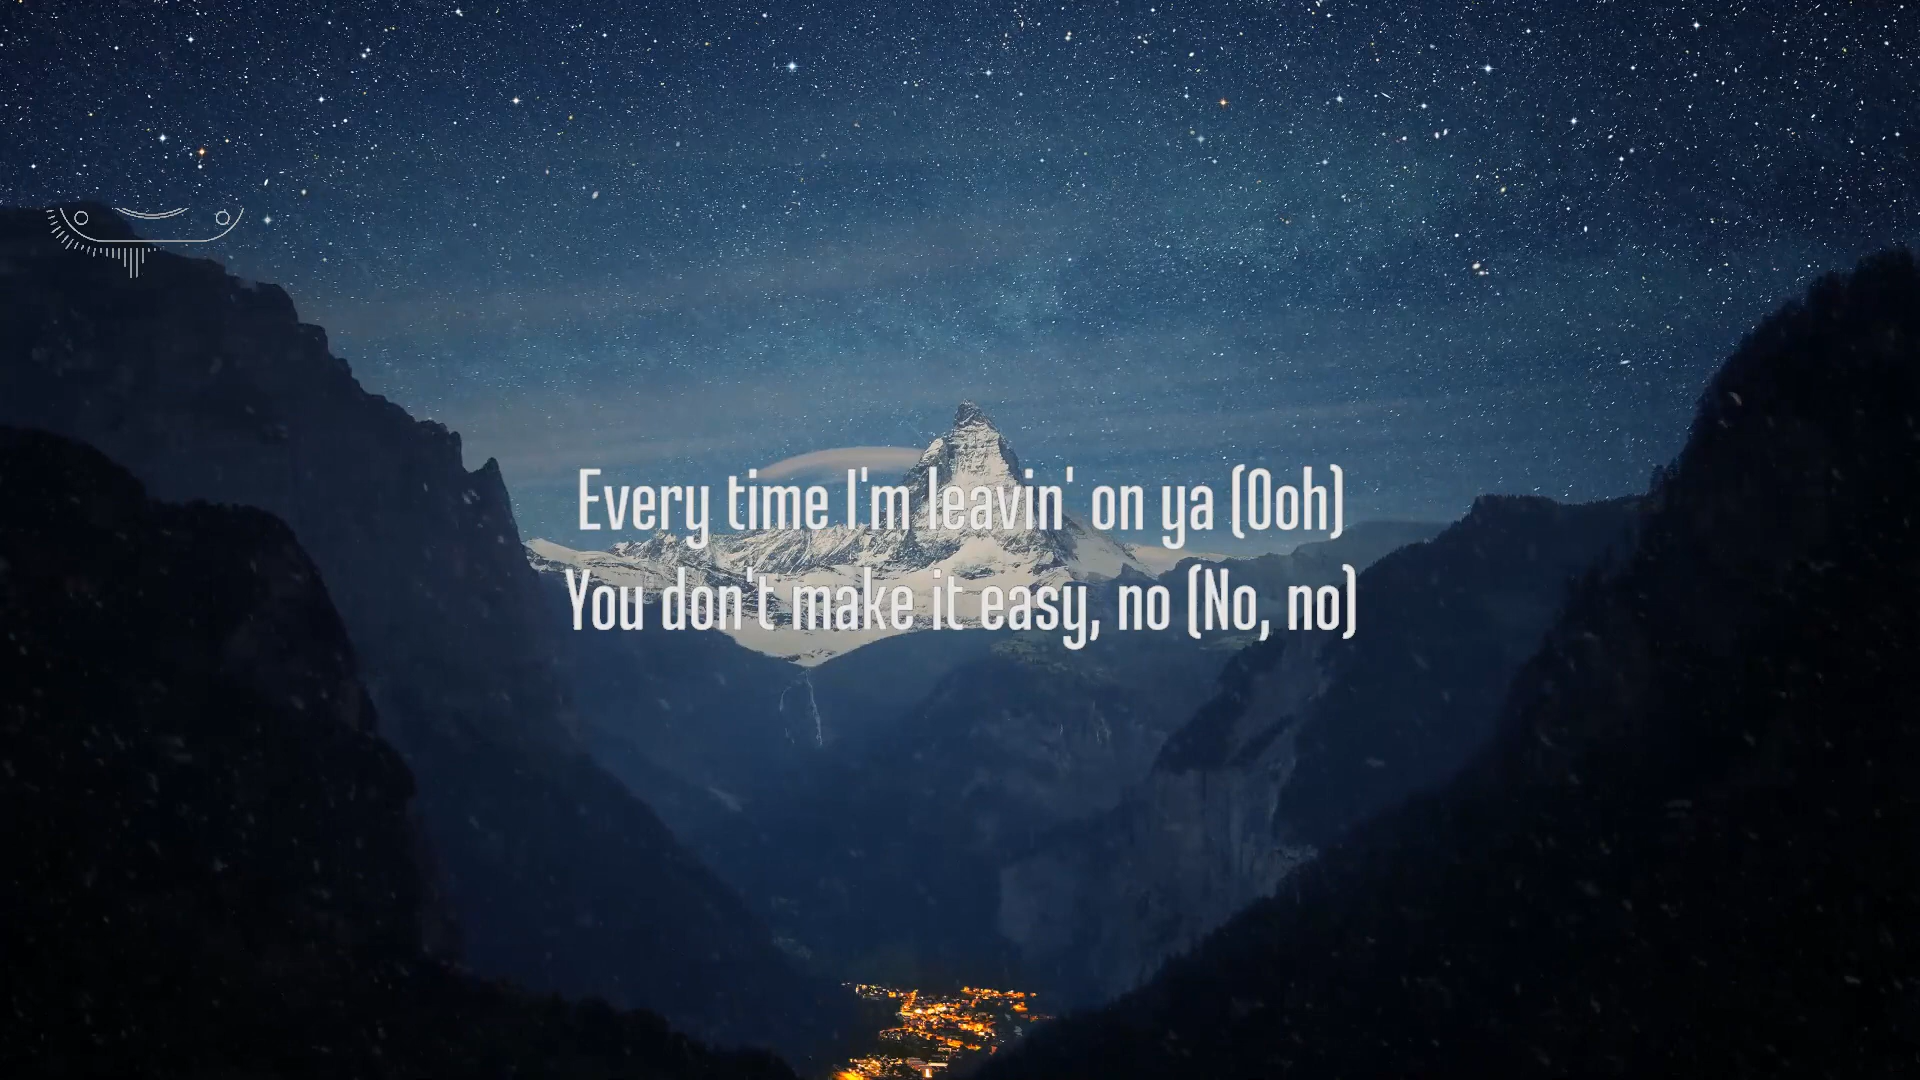 Every time I'm leavin' on ya (Ooh)
You don't make it easy, no (No, no)